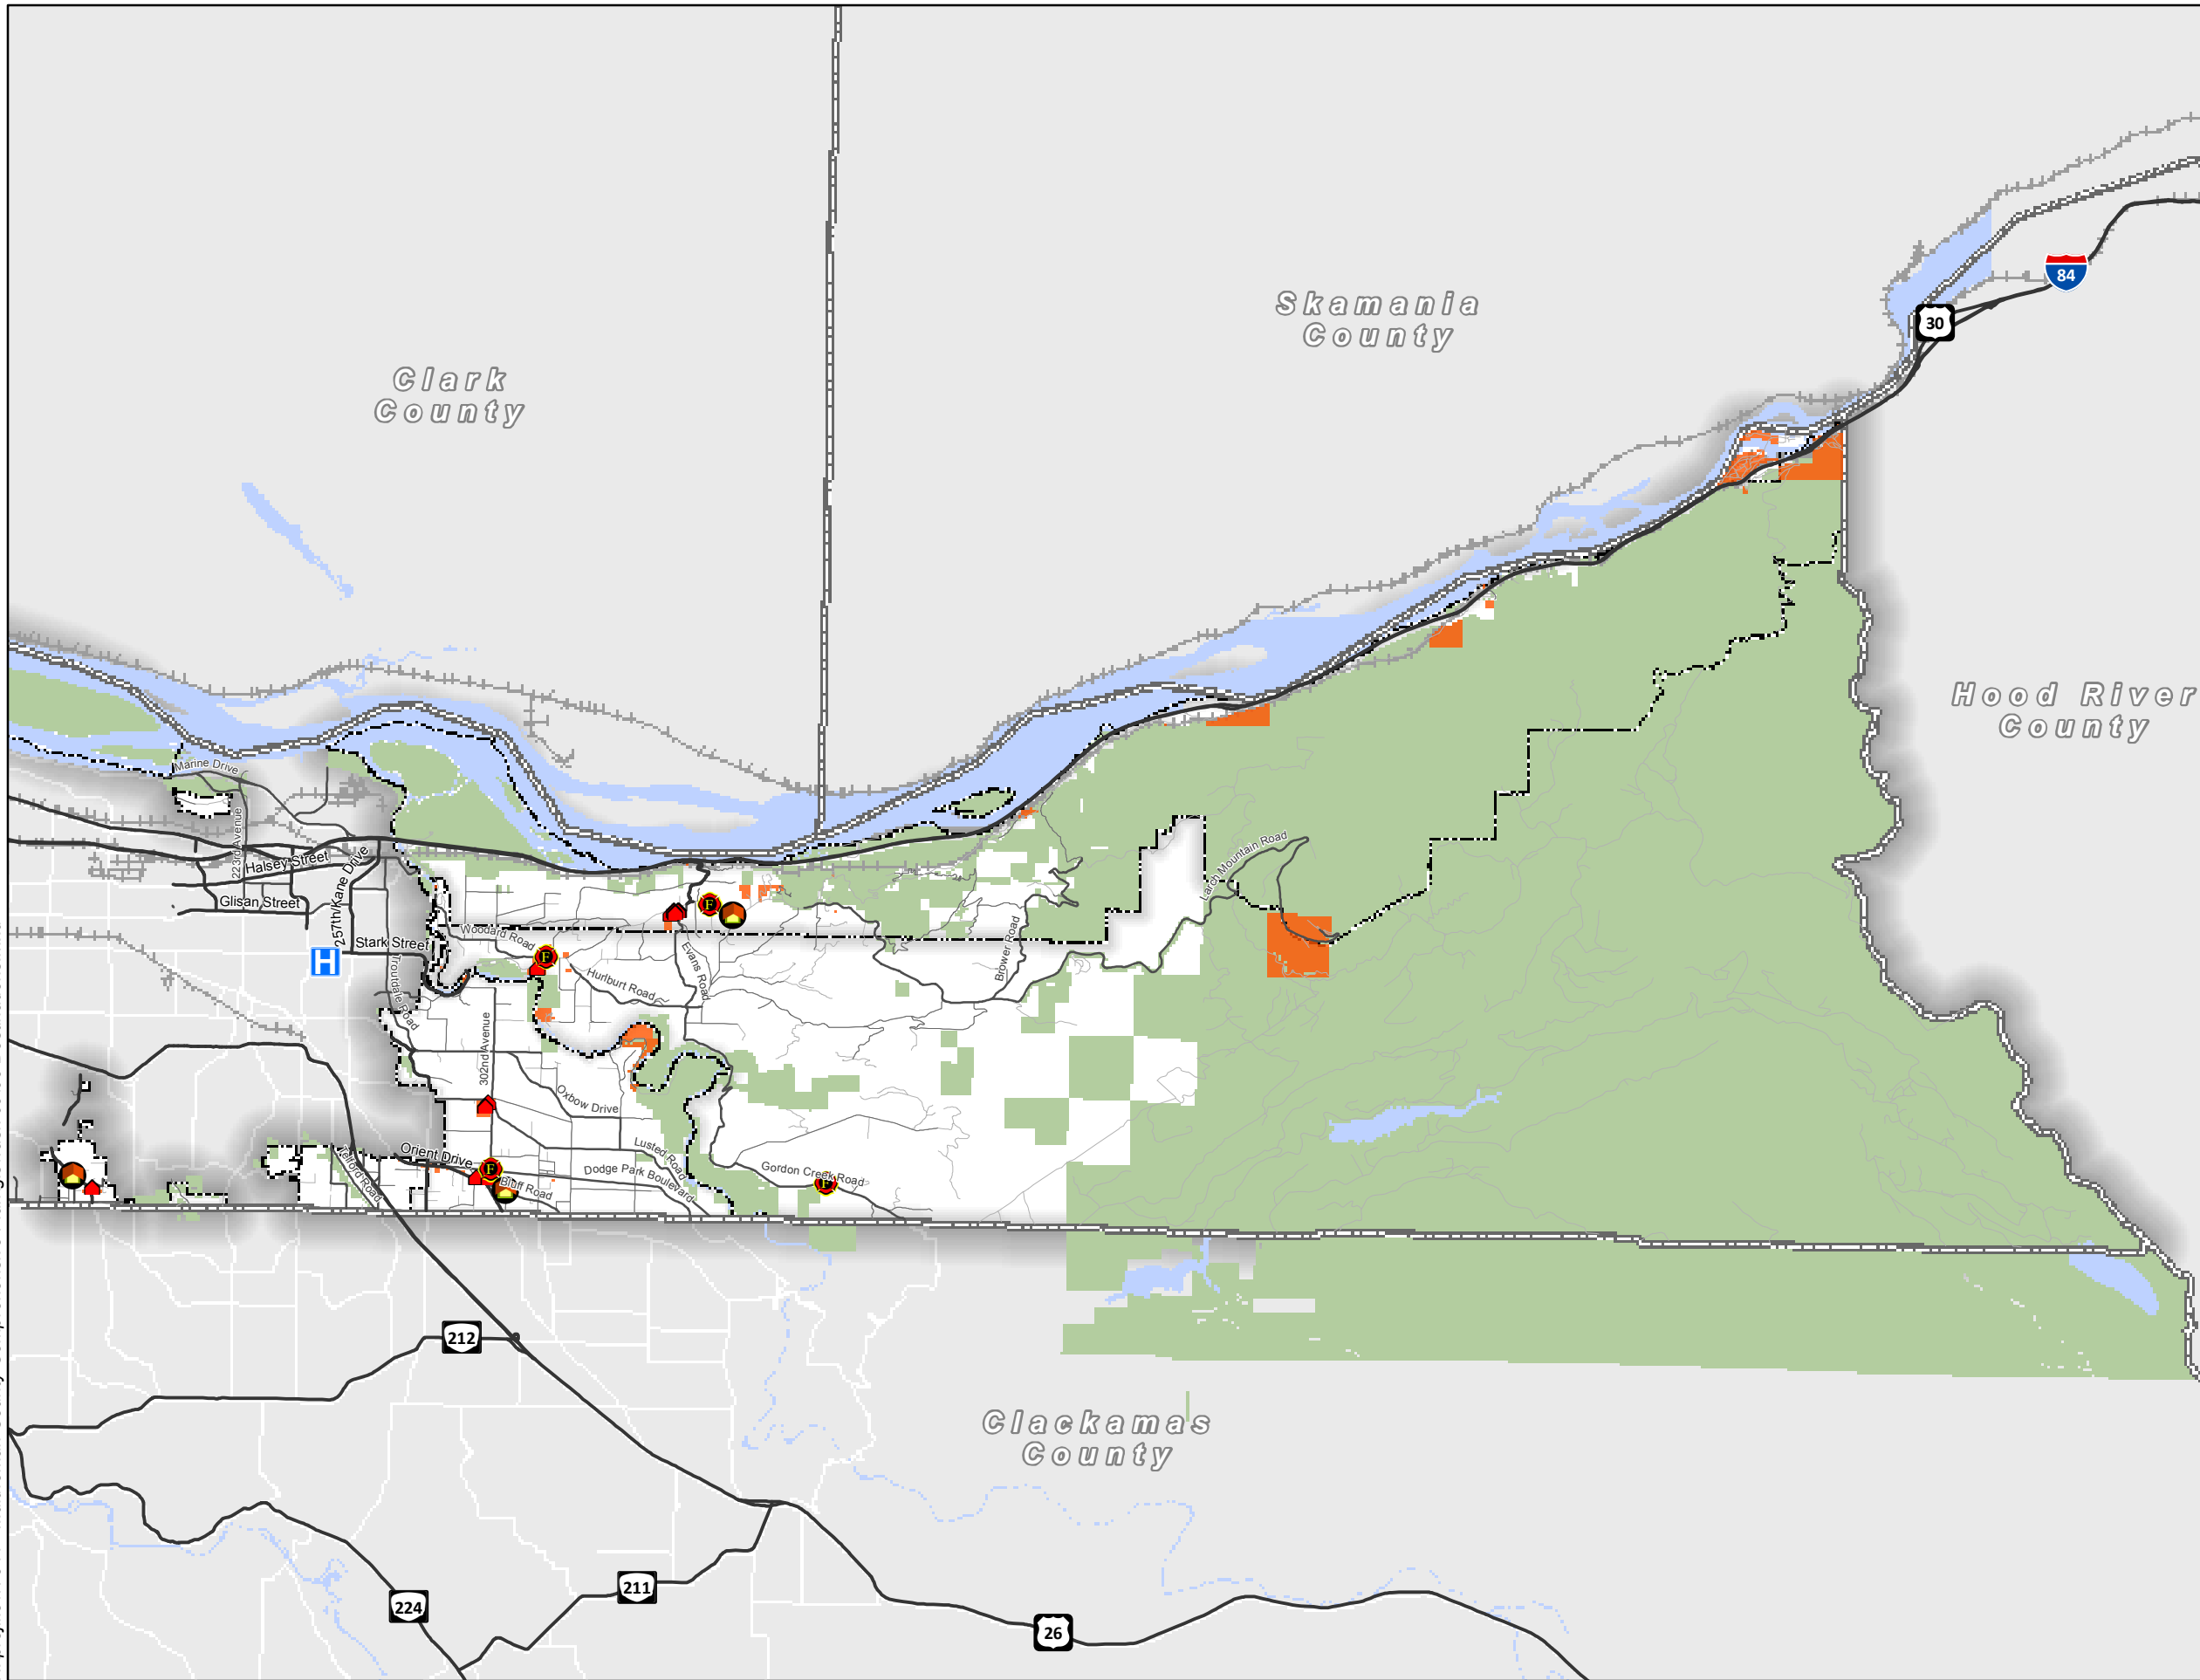 Skamania
County
84
30
Clark
County
Hood River
County
Marine Drive
223rd Avenue
Halsey Street
257th/Kane Drive
Glisan Street
Larch Mountain Road
H
Stark Street
Woodard Road
F
F
Troutdale Road
Hurlburt Road
Evans Road
Brower Road
302nd Avenue
Oxbow Drive
Orient Drive
Lusted Road
Telford Road
F
Bluff Road
Dodge Park Boulevard
Gordon Creek Road
F
212
Clackamas
County
211
224
26